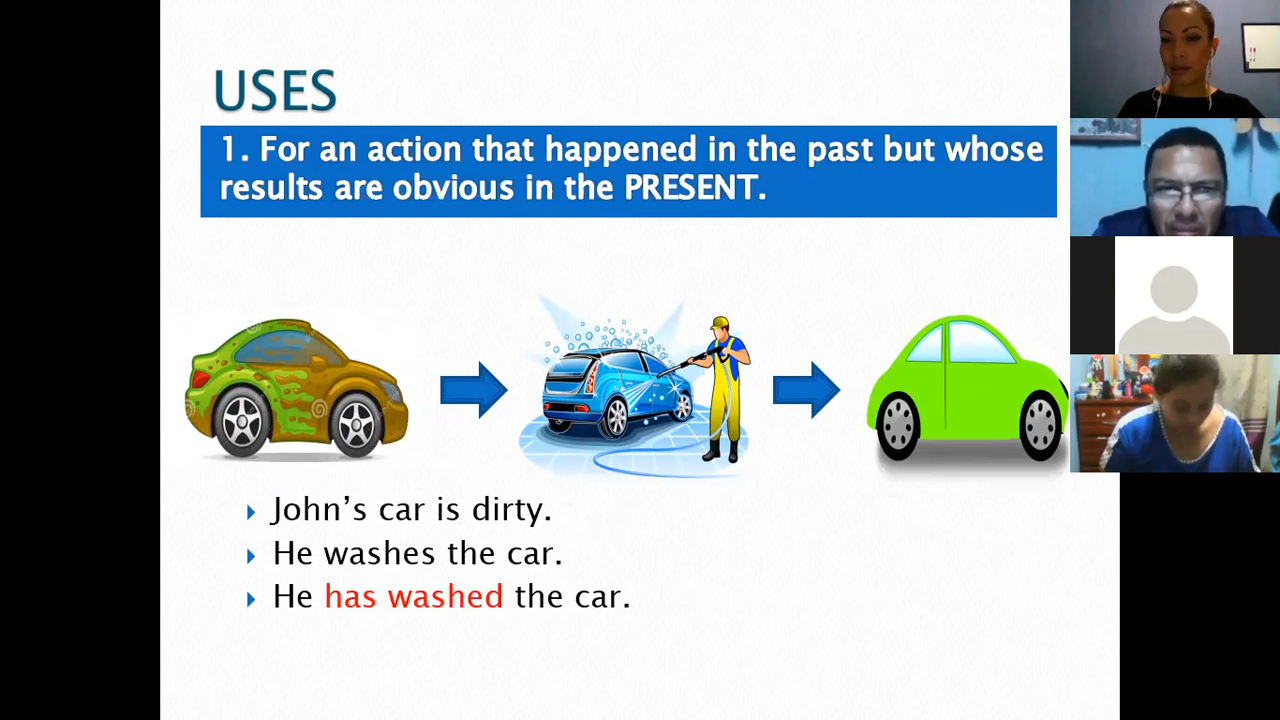 USES
1. For an action that happened in the past but whose
results are obvious in the PRESENT.
John’s car is dirty.
He washes the car.
He has washed the car.